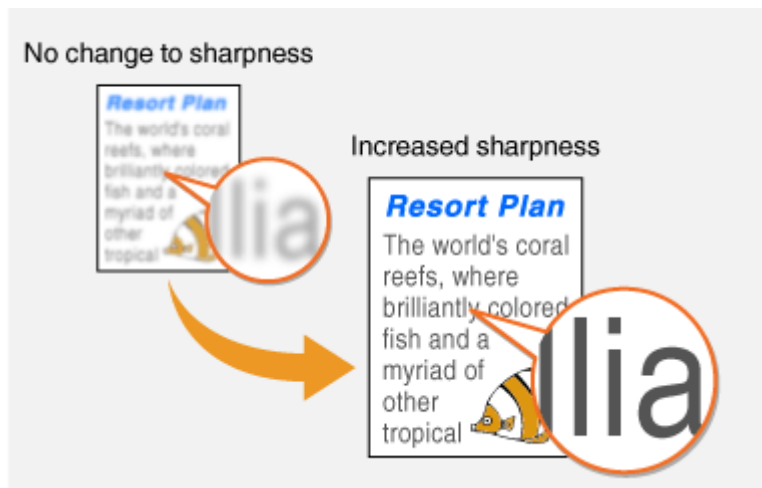 No change to sharpness
Resort Plan
The world's coral
reefs, where
brilliantly colored
fish and a
myriad of
other
tropical
lia
Increased sharpness
Resort Plan
The world's coral
reefs, where
brilliantly colored
fish and a
myriad of
other
tropical
llia